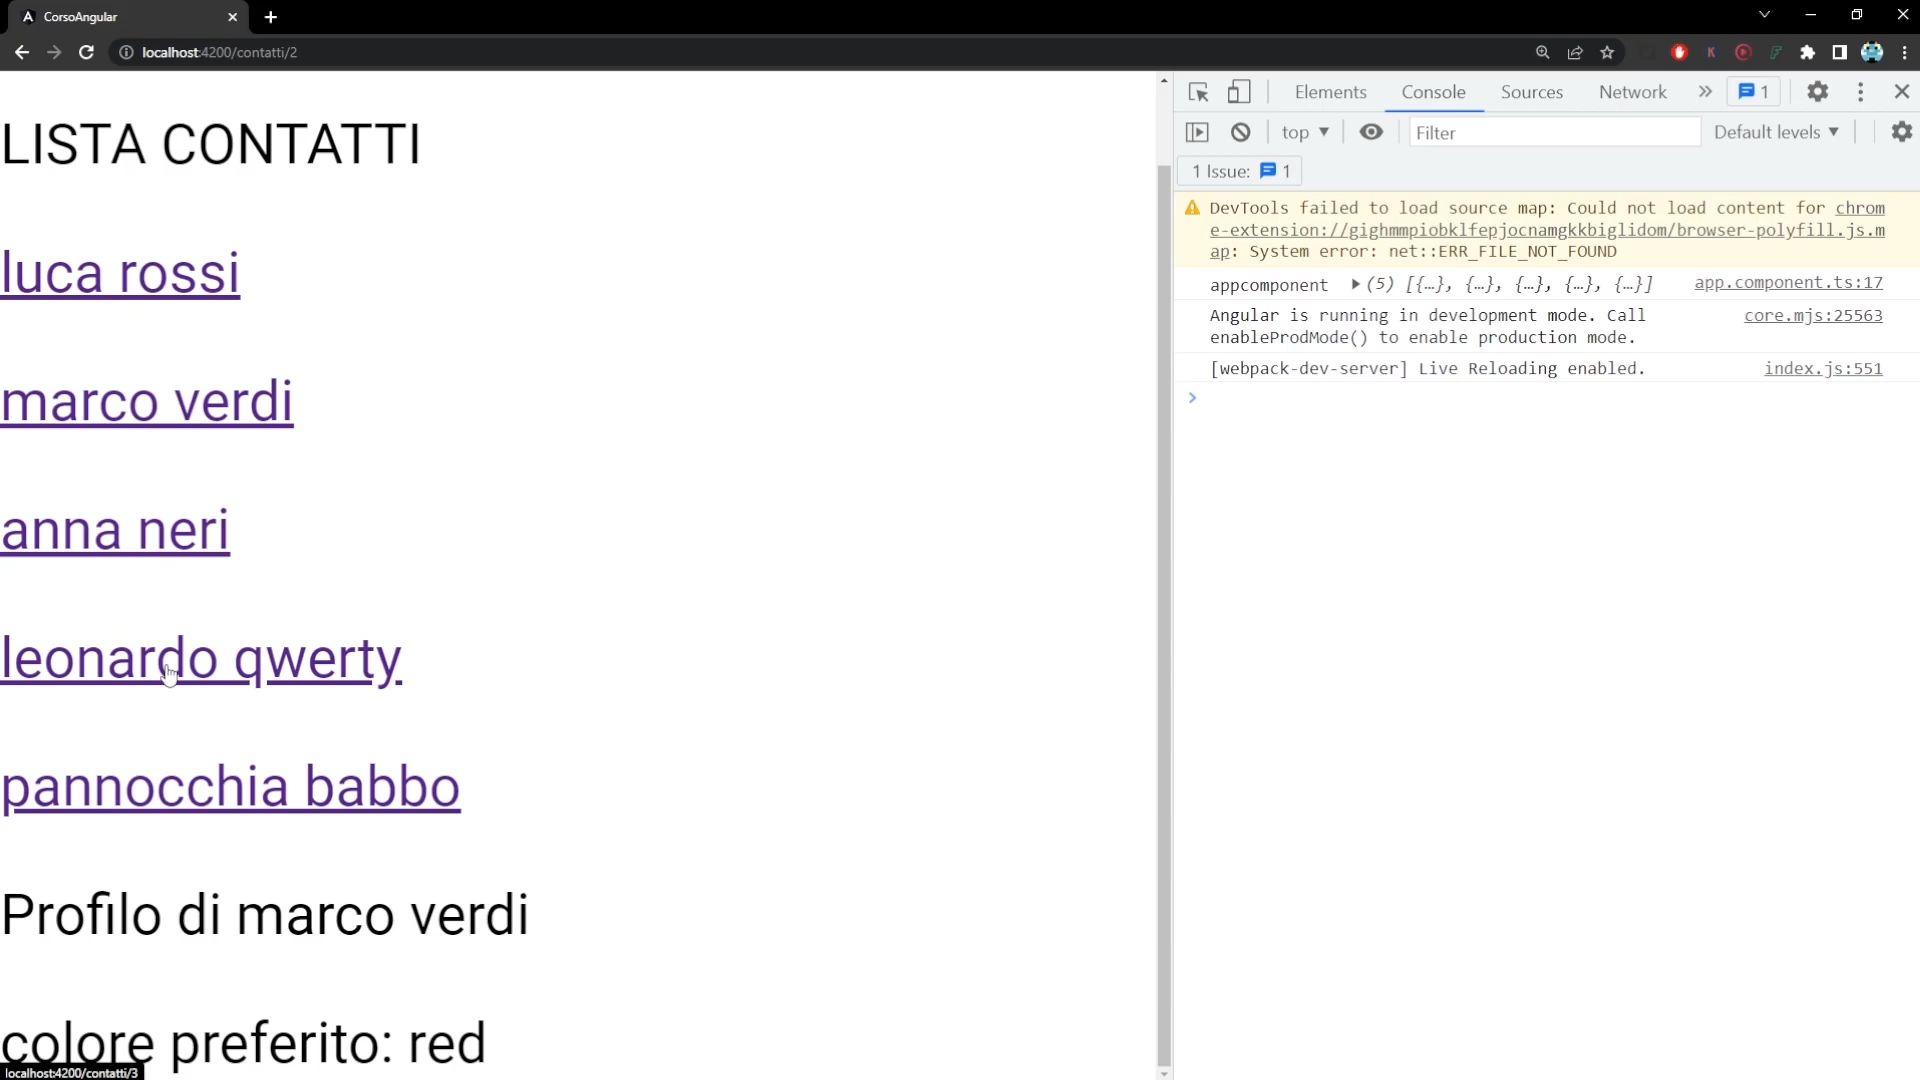 CorsoAngular
localhost:4200/contatti/2
LISTA CONTATTI
luca rossi
marco verdi
anna neri
leonardo qwerty
pannocchia babbo
Profilo di marco verdi
colore preferito: red
localhost:4200/contatti/3
Elements Console Sources Network 1
top Filter Default levels
1 Issue: 1
DevTools failed to load source map: Could not load content for chrom
e-extension://gighmmpiobklfepjocnamgkkbiglidom/browser-polyfill.js.m
ap: System error: net::ERR_FILE_NOT_FOUND
appcomponent (5) [{…}, {…}, {…}, {…}, {…}] app.component.ts:17
Angular is running in development mode. Call core.mjs:25563
enableProdMode() to enable production mode.
[webpack-dev-server] Live Reloading enabled. index.js:551